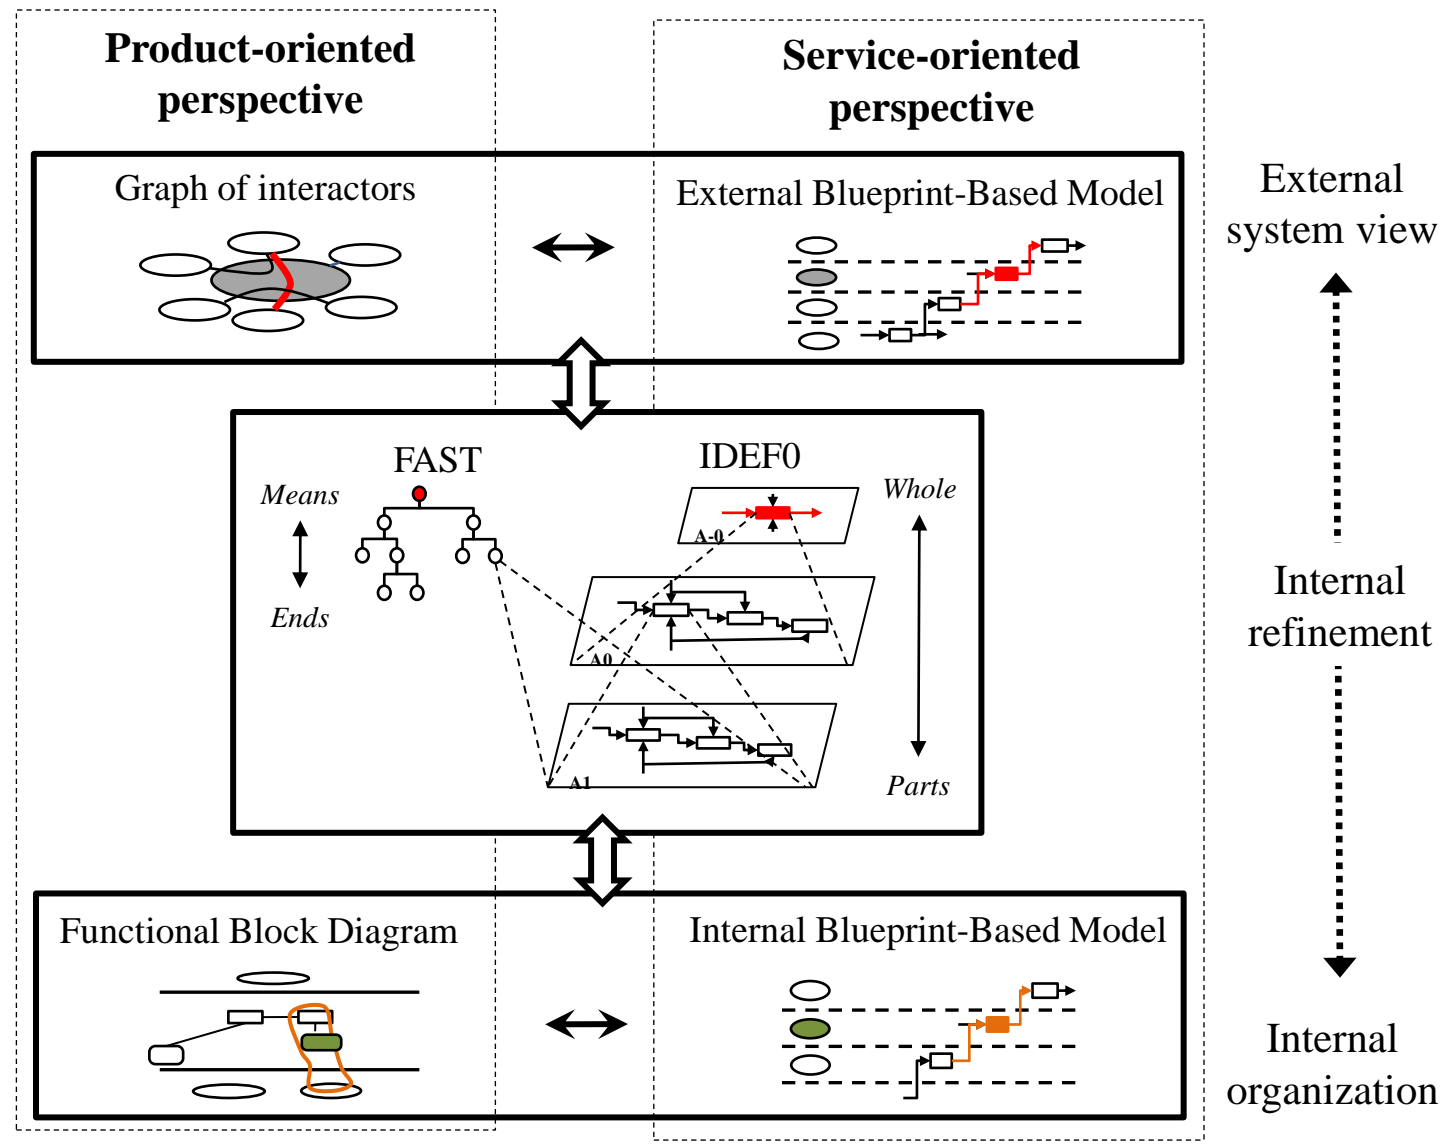 Product-oriented
perspective
Service-oriented
perspective
Graph of interactors
External Blueprint-Based Model
External
system view
FAST
IDEF0
Means
Ends
Whole
Parts
A-0
A0
A1
Internal
refinement
Functional Block Diagram
Internal Blueprint-Based Model
Internal
organization